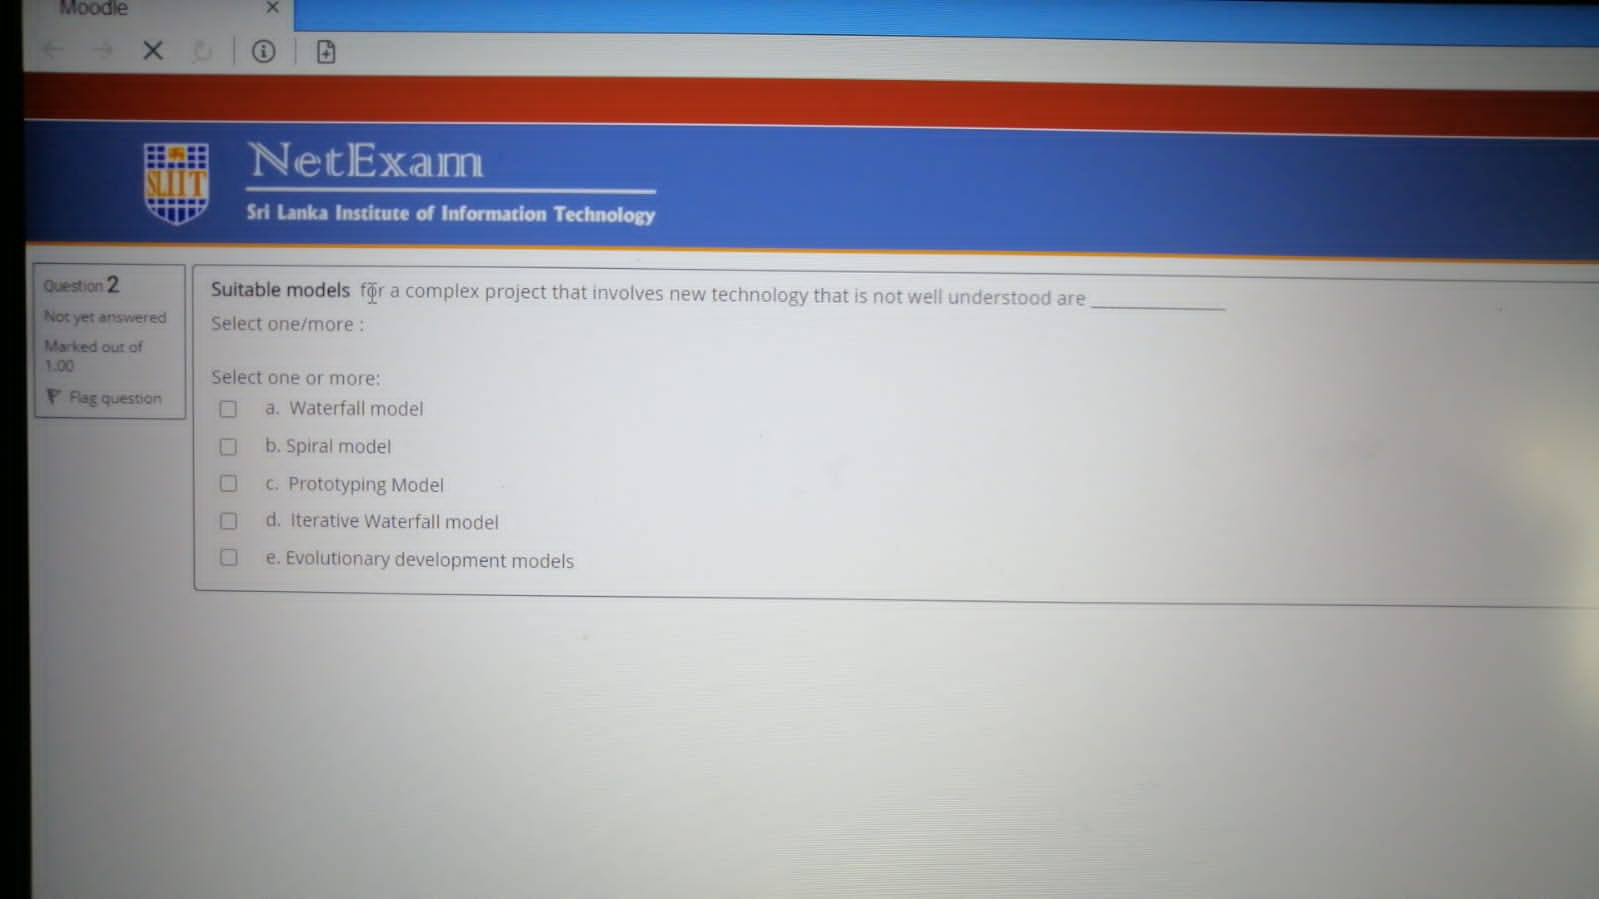 Moodle
SLIIT
NetExam
Sri Lanka Institute of Information Technology
Question 2
Not yet answered
Marked out of
1.00
Flag question
Suitable models for a complex project that involves new technology that is not well understood are ____________
Select one/more :
Select one or more:
a. Waterfall model
b. Spiral model
c. Prototyping Model
d. Iterative Waterfall model
e. Evolutionary development models